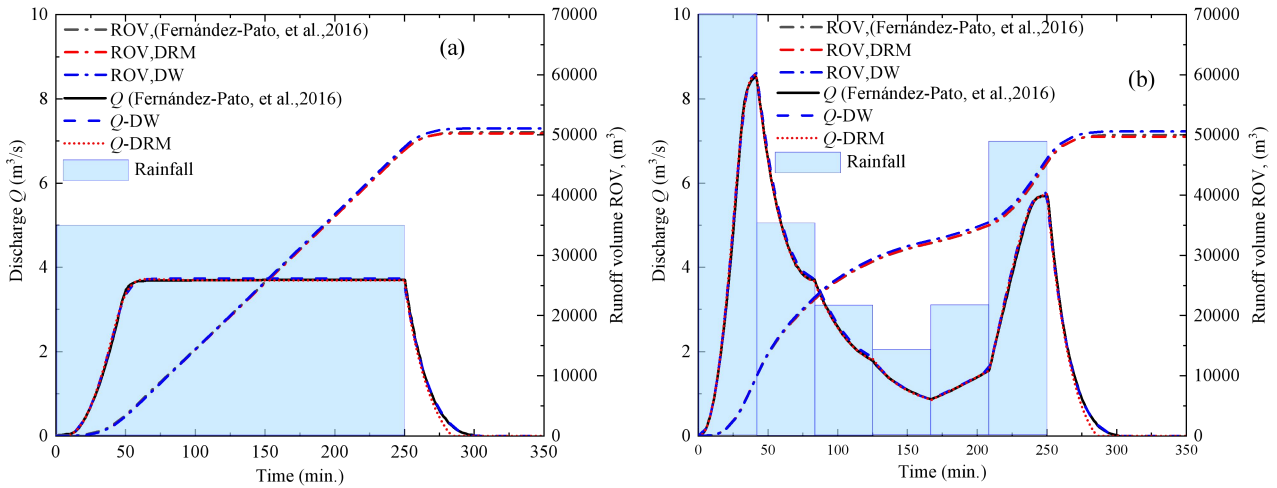 (a)
ROV,(Fernández-Pato, et al.,2016)
ROV,DRM
ROV,DW
Q (Fernández-Pato, et al.,2016)
Q-DW
Q-DRM
Rainfall
Discharge Q (m³/s)
10
8
6
4
2
0
Runoff volume ROV, (m³)
70000
60000
50000
40000
30000
20000
10000
0
0 50 100 150 200 250 300 350
Time (min.)
(b)
ROV,(Fernández-Pato, et al.,2016)
ROV,DRM
ROV,DW
Q (Fernández-Pato, et al.,2016)
Q-DW
Q-DRM
Rainfall
Discharge Q (m³/s)
10
8
6
4
2
0
Runoff volume ROV, (m³)
70000
60000
50000
40000
30000
20000
10000
0
0 50 100 150 200 250 300 350
Time (min.)